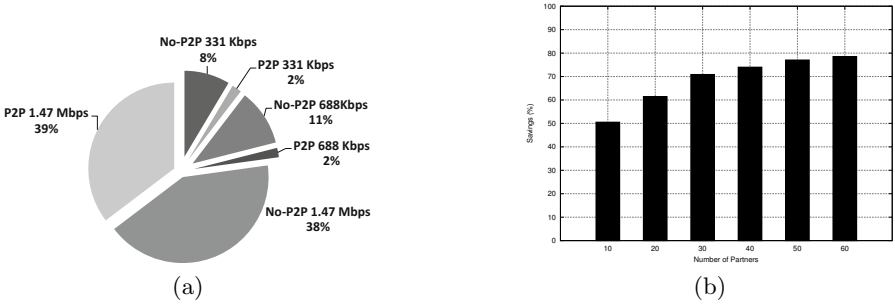 No-P2P 331 Kbps
8%
P2P 331 Kbps
2%
No-P2P 688Kbps
11%
P2P 688 Kbps
2%
No-P2P 1.47 Mbps
38%
P2P 1.47 Mbps
39%
(a)
100
90
80
70
60
50
40
30
20
10
0
Savings (%)
10 20 30 40 50 60
Number of Partners
(b)